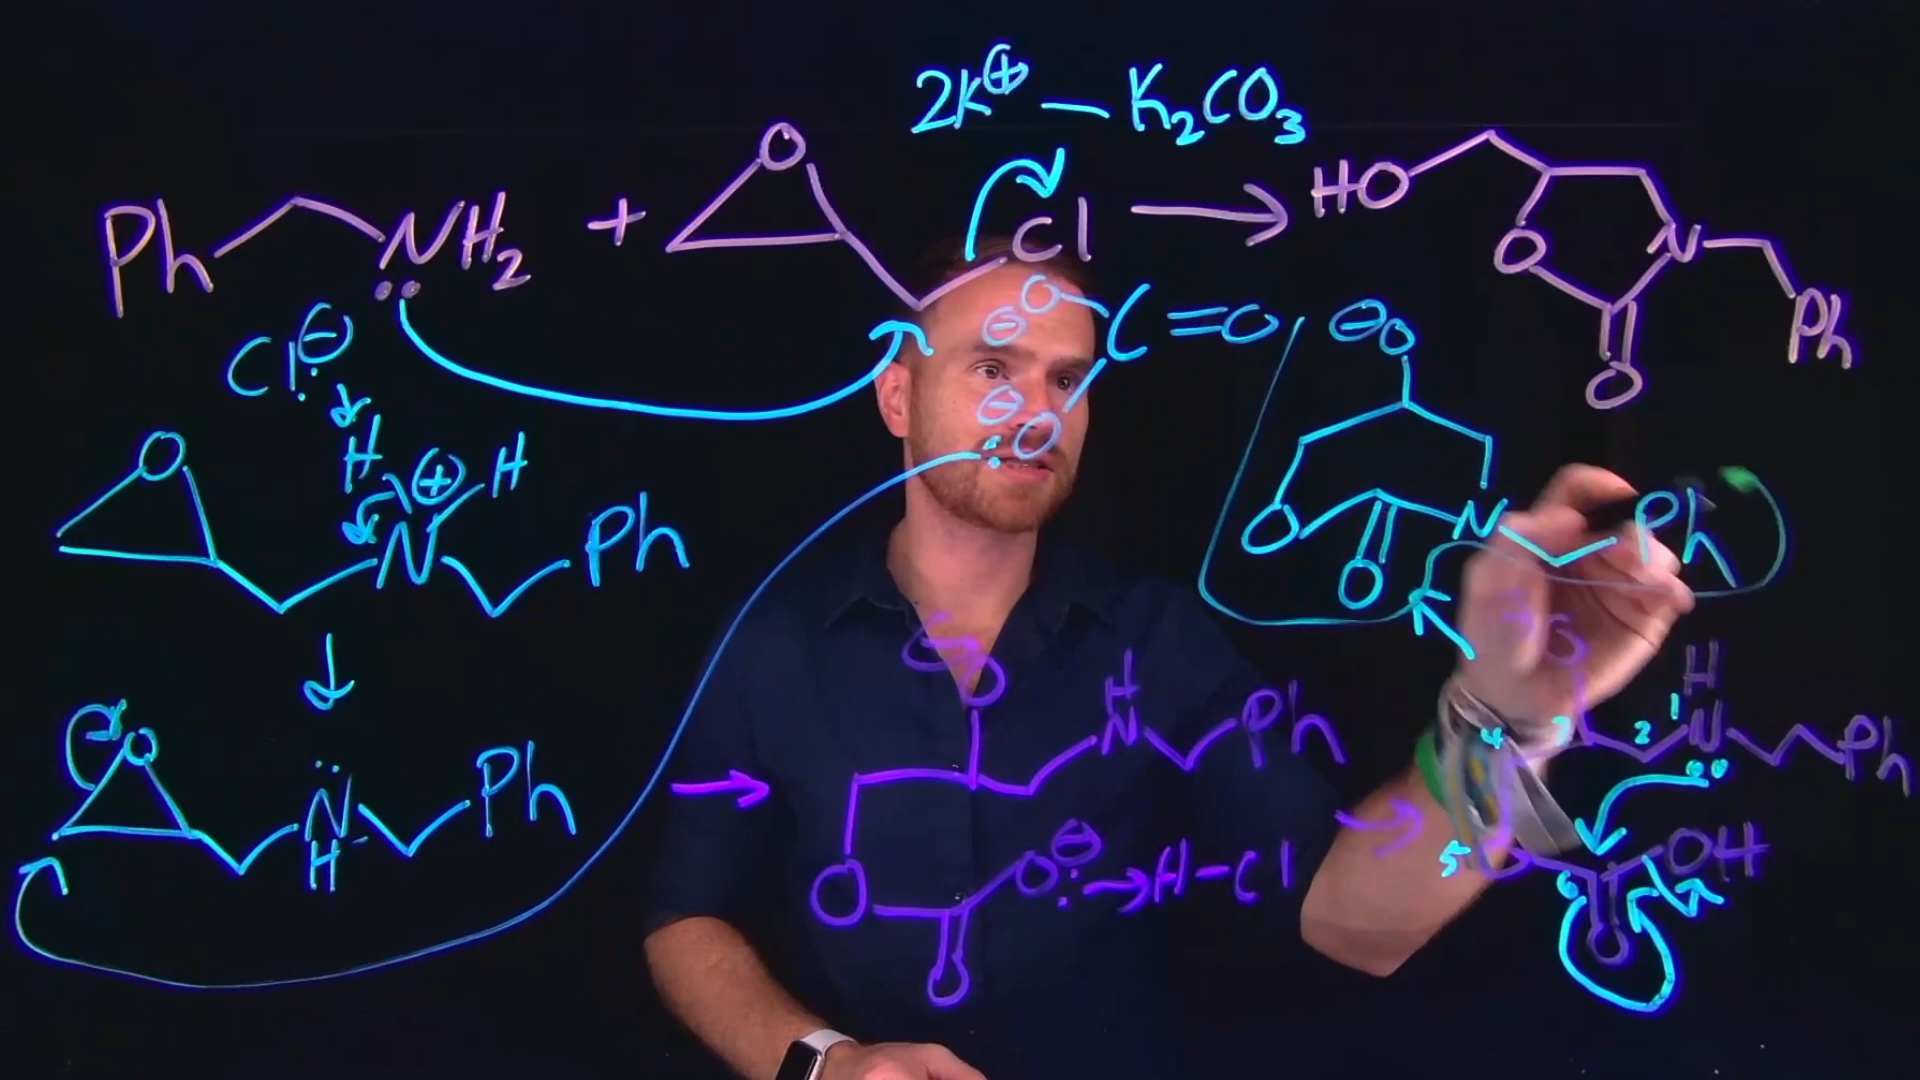 2K⊕ — K₂CO₃
Ph NH₂ + O Cl → HO O N O Ph
Cl⊖
⊖O C=O
⊖O
⊖O
O O N Ph
O H ⊕ H
N Ph
O
N Ph
H
⊖O H
N Ph
O O⊖ → H-Cl
O
H
4 3 2 1 N Ph
5 O 6 OH
O